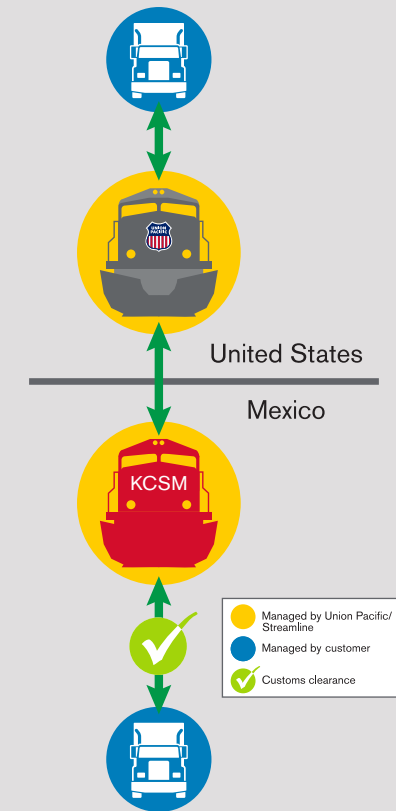 UNION
PACIFIC
United States
Mexico
KCSM
Managed by Union Pacific/
Streamline
Managed by customer
Customs clearance